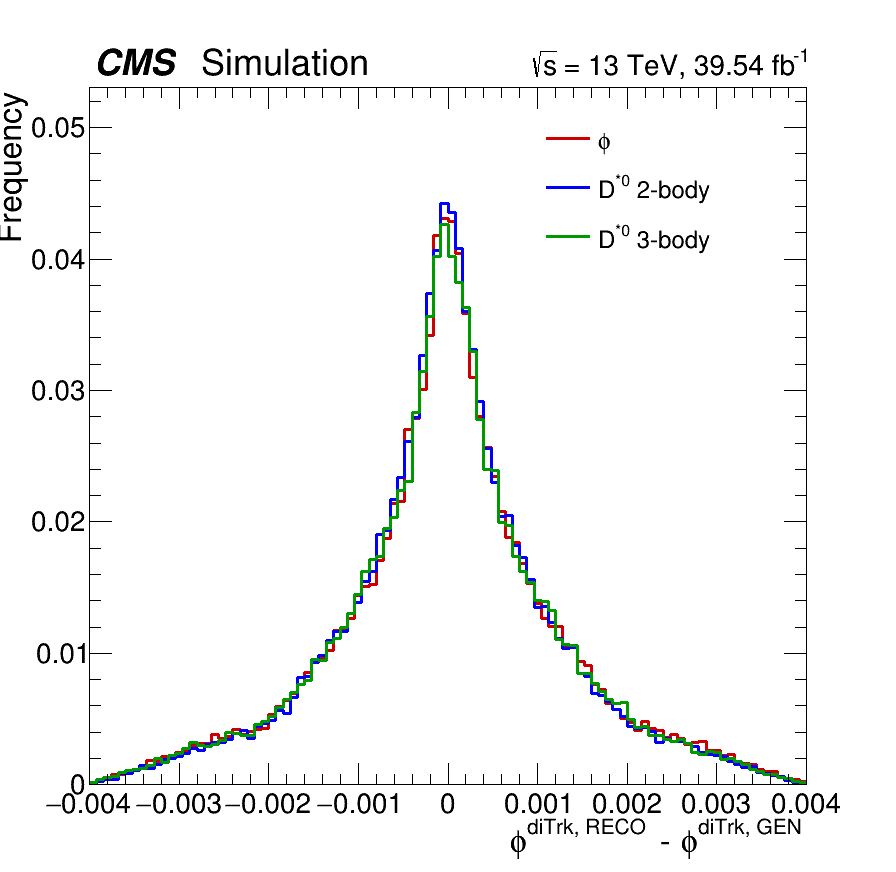 CMS Simulation
√s = 13 TeV, 39.54 fb⁻¹
Frequency
0.05
0.04
0.03
0.02
0.01
0
ϕ
D*⁰ 2-body
D*⁰ 3-body
−0.004 −0.003 −0.002 −0.001 0 0.001 0.002 0.003 0.004
ϕ^diTrk, RECO - ϕ^diTrk, GEN